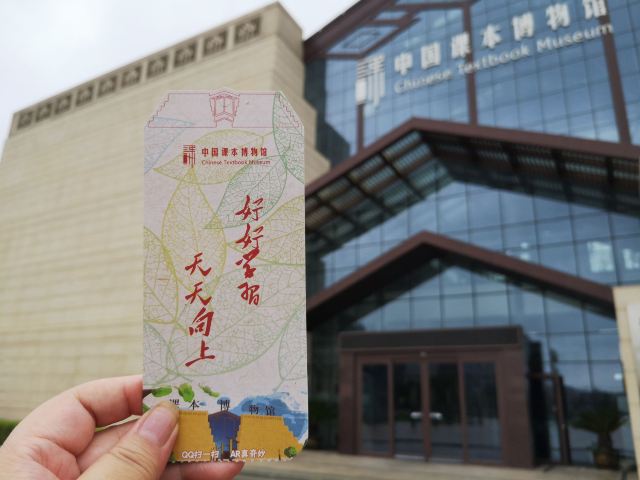 中国课本博物馆
Chinese Textbook Museum
中国课本博物馆
Chinese Textbook Museum
好好学习
天天向上
课本博物馆
QQ扫一扫 AR真奇妙